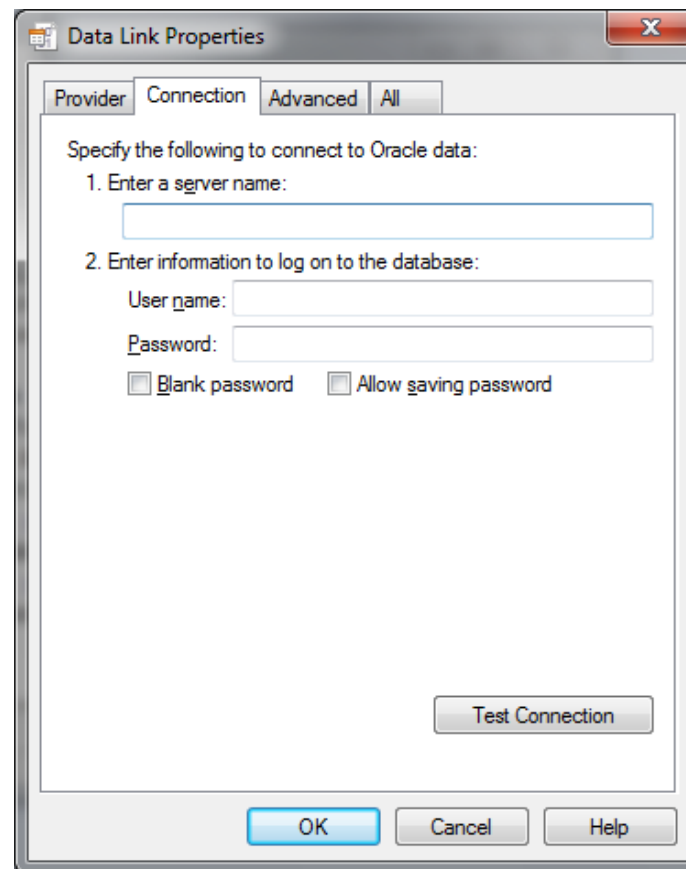 Data Link Properties
Provider Connection Advanced All
Specify the following to connect to Oracle data:
1. Enter a server name:
2. Enter information to log on to the database:
User name:
Password:
Blank password Allow saving password
Test Connection
OK Cancel Help